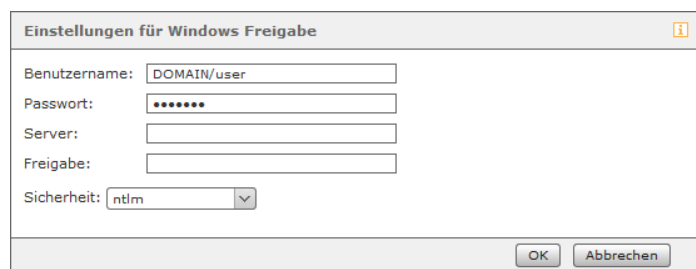 Einstellungen für Windows Freigabe
Benutzername: DOMAIN/user
Passwort: •••••••
Server:
Freigabe:
Sicherheit: ntlm
OK Abbrechen